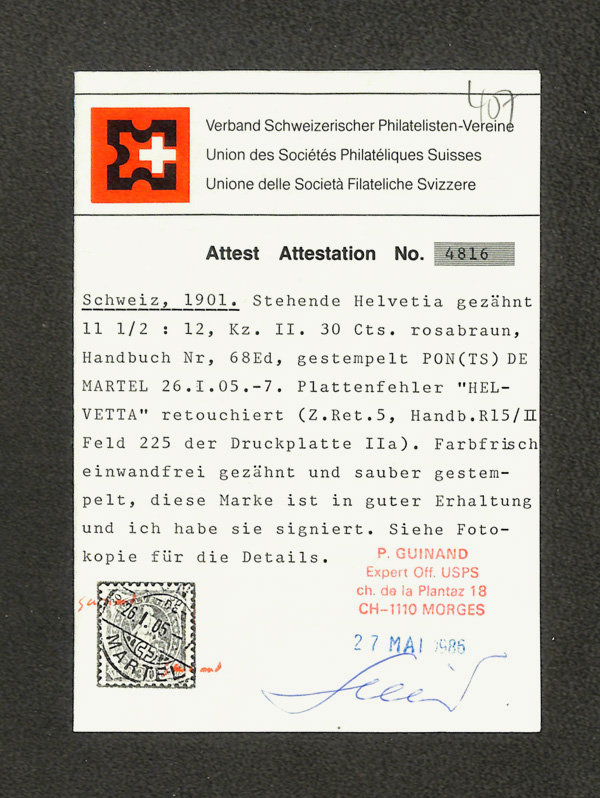 407
Verband Schweizerischer Philatelisten-Vereine
Union des Sociétés Philatéliques Suisses
Unione delle Società Filateliche Svizzere
Attest Attestation No. 4816
Schweiz, 1901. Stehende Helvetia gezähnt
11 1/2 : 12, Kz. II. 30 Cts. rosabraun,
Handbuch Nr, 68Ed, gestempelt PON(TS) DE
MARTEL 26.I.05.-7. Plattenfehler "HEL-
VETTA" retouchiert (Z.Ret.5, Handb.R15/II
Feld 225 der Druckplatte IIa). Farbfrisch
einwandfrei gezähnt und sauber gestem-
pelt, diese Marke ist in guter Erhaltung
und ich habe sie signiert. Siehe Foto-
kopie für die Details.
P. GUINAND
Expert Off. USPS
ch. de la Plantaz 18
CH-1110 MORGES
27 MAI 1986
26.I.05
MARTEL